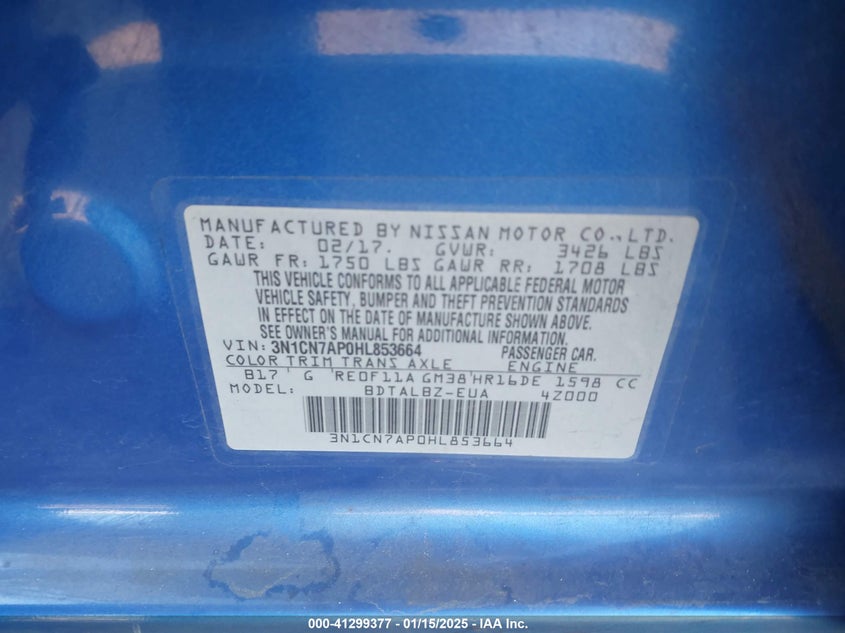 MANUFACTURED BY NISSAN MOTOR CO., LTD.
DATE: 02/17. GVWR: 3426 LBS
GAWR FR: 1750 LBS GAWR RR: 1708 LBS
THIS VEHICLE CONFORMS TO ALL APPLICABLE FEDERAL MOTOR
VEHICLE SAFETY, BUMPER AND THEFT PREVENTION STANDARDS
IN EFFECT ON THE DATE OF MANUFACTURE SHOWN ABOVE.
SEE OWNER'S MANUAL FOR ADDITIONAL INFORMATION.
VIN: 3N1CN7AP0HL853664 PASSENGER CAR.
COLOR TRIM TRANS AXLE ENGINE
B17 G RE0F11A GM38 HR16DE 1598 CC
MODEL: BDTALBZ-EUA 4Z000
3N1CN7AP0HL853664
000-41299377 - 01/15/2025 - IAA Inc.